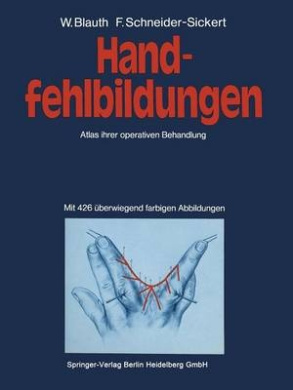 W. Blauth F. Schneider-Sickert
Hand-
fehlbildungen
Atlas ihrer operativen Behandlung
Mit 426 überwiegend farbigen Abbildungen
Springer-Verlag Berlin Heidelberg GmbH